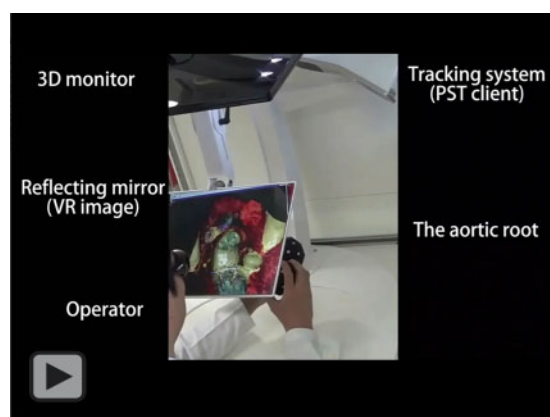 3D monitor
Tracking system
(PST client)
Reflecting mirror
(VR image)
The aortic root
Operator